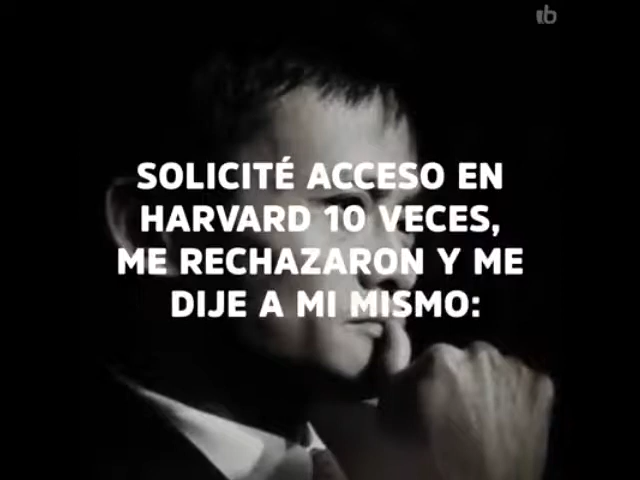 SOLICITÉ ACCESO EN
HARVARD 10 VECES,
ME RECHAZARON Y ME
DIJE A MI MISMO: